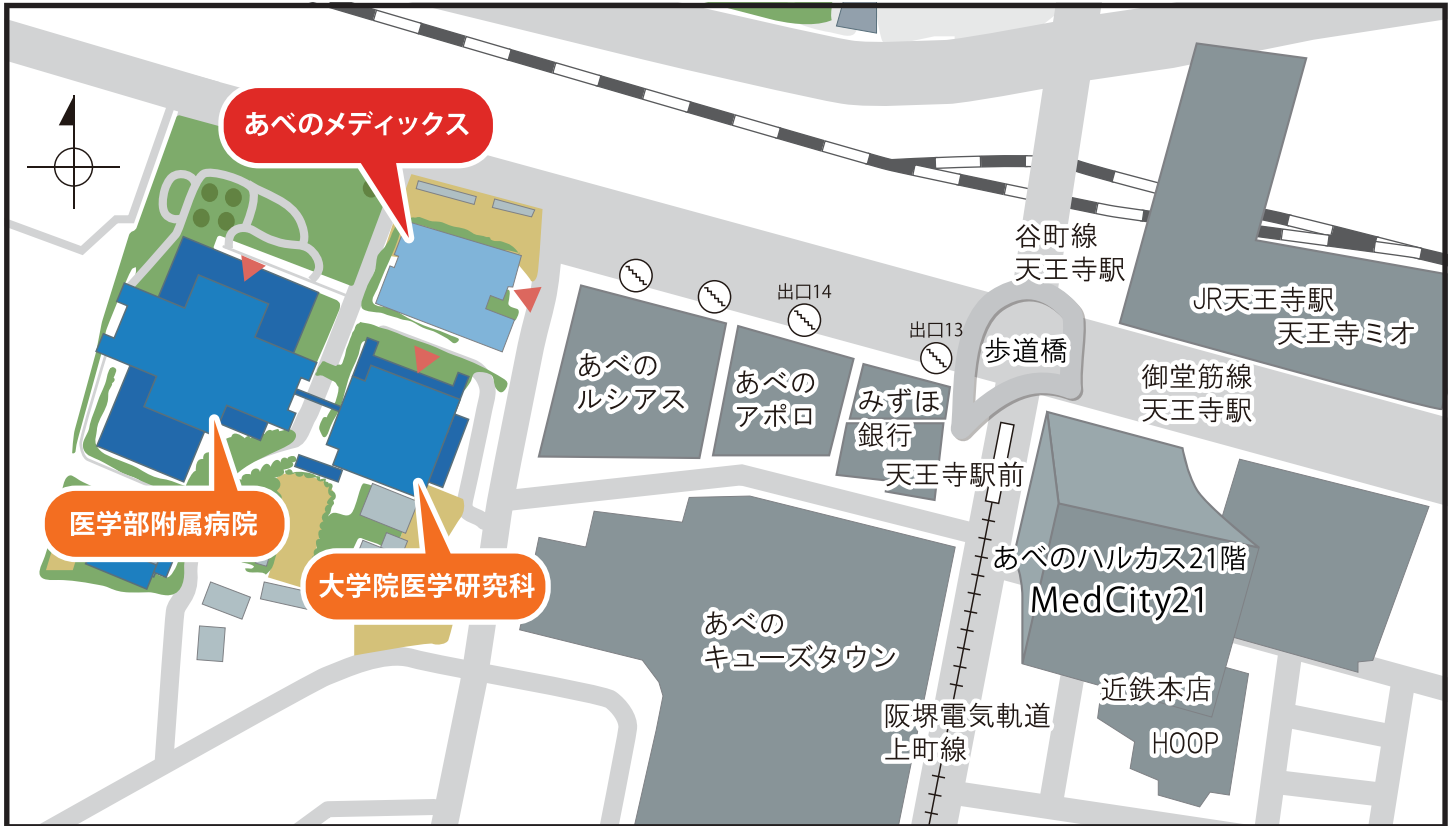 あべのメディックス
谷町線
天王寺駅
JR天王寺駅
天王寺ミオ
出口14
出口13
歩道橋
あべの
ルシアス
あべの
アポロ
みずほ
銀行
御堂筋線
天王寺駅
天王寺駅前
医学部附属病院
大学院医学研究科
あべのハルカス21階
MedCity21
あべの
キューズタウン
近鉄本店
HOOP
阪堺電気軌道
上町線